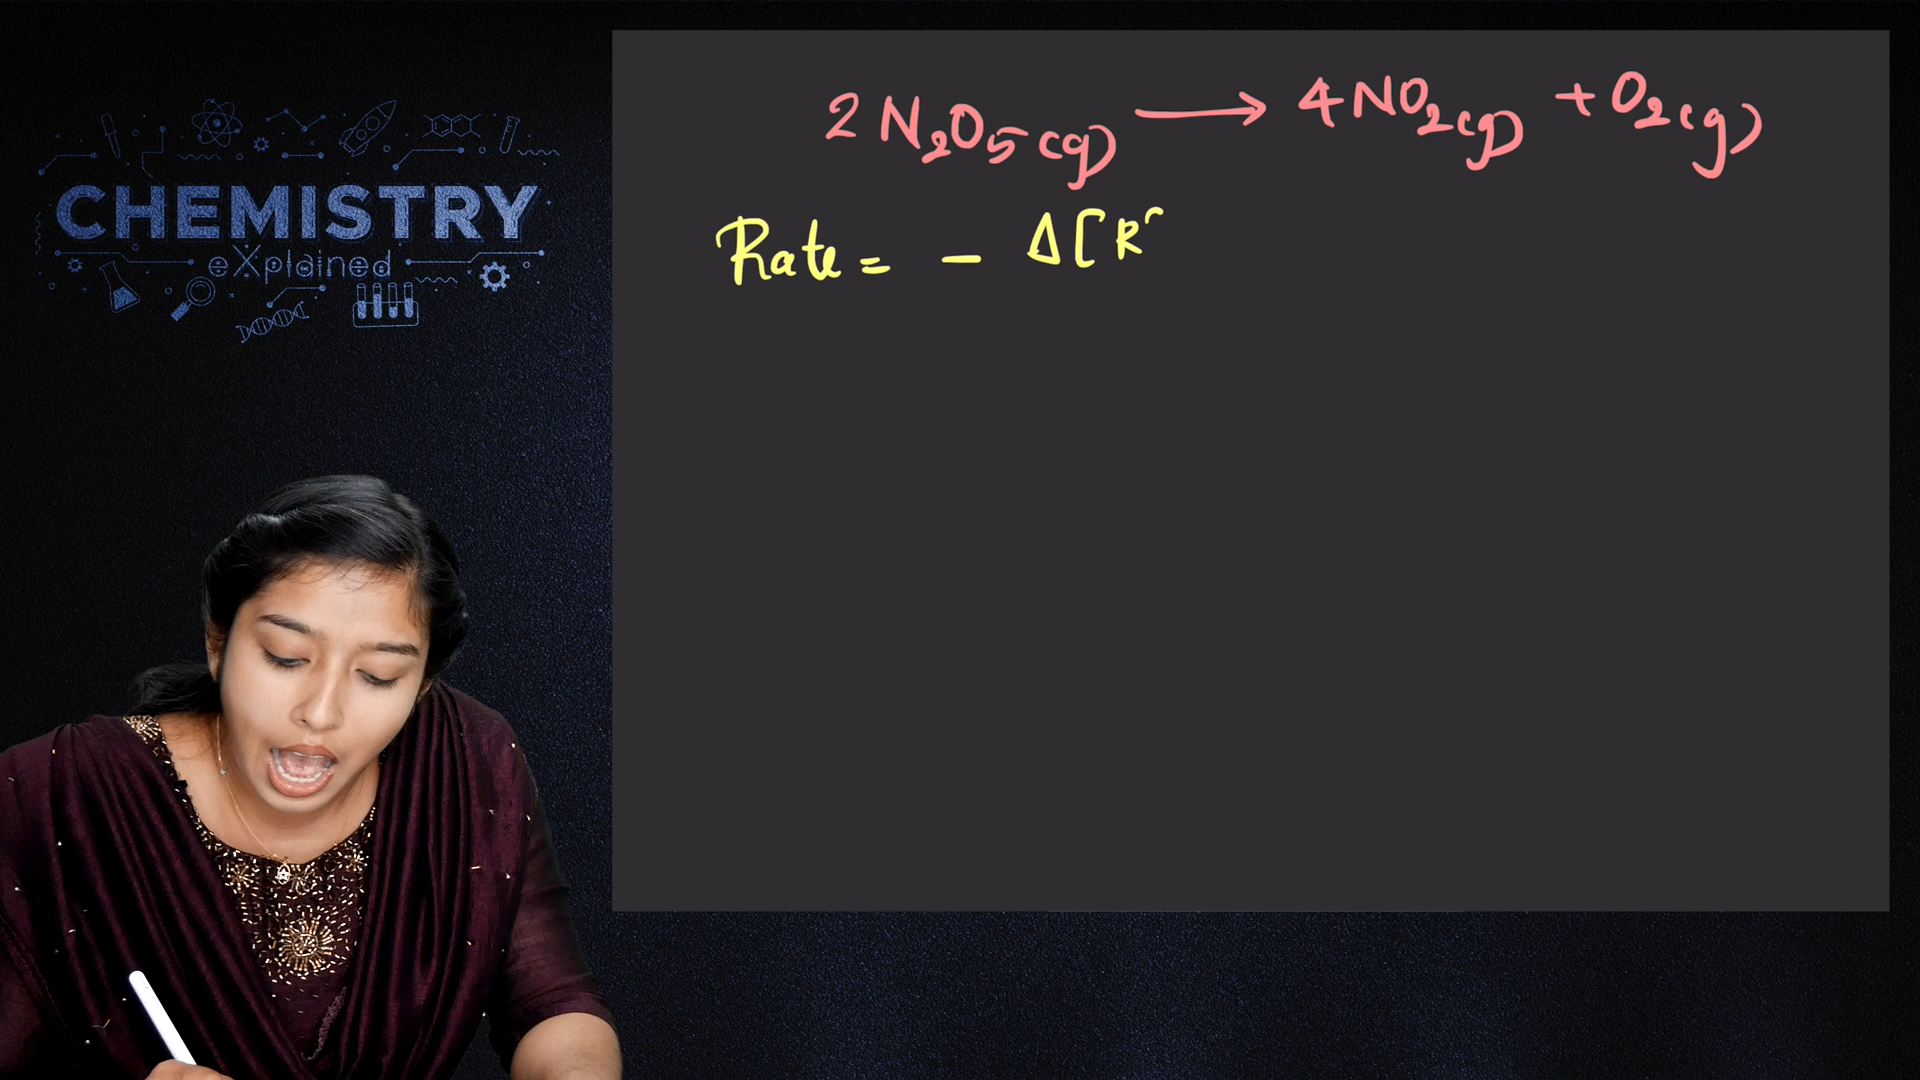 CHEMISTRY
eXplained
2 N₂O₅(g) ⟶ 4NO₂(g) + O₂(g)
Rate = - Δ[R